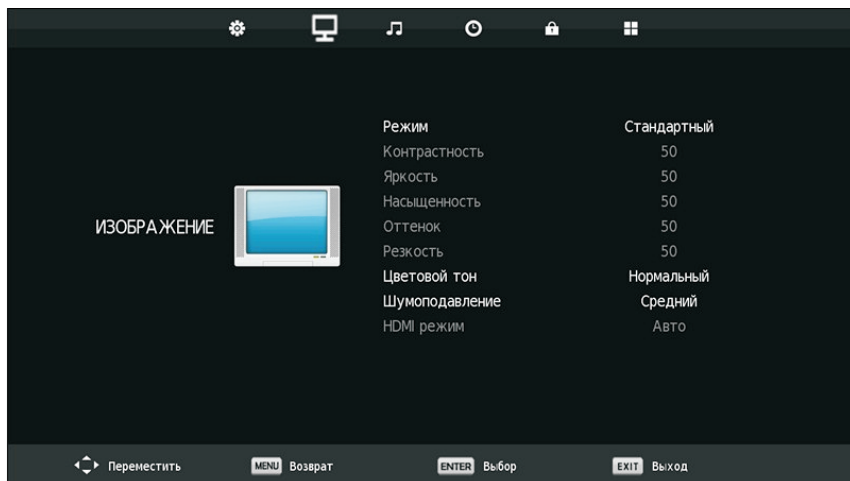 Режим Стандартный
Контрастность 50
Яркость 50
Насыщенность 50
ИЗОБРАЖЕНИЕ
Оттенок 50
Резкость 50
Цветовой тон Нормальный
Шумоподавление Средний
HDMI режим Авто
Переместить MENU Возврат ENTER Выбор EXIT Выход